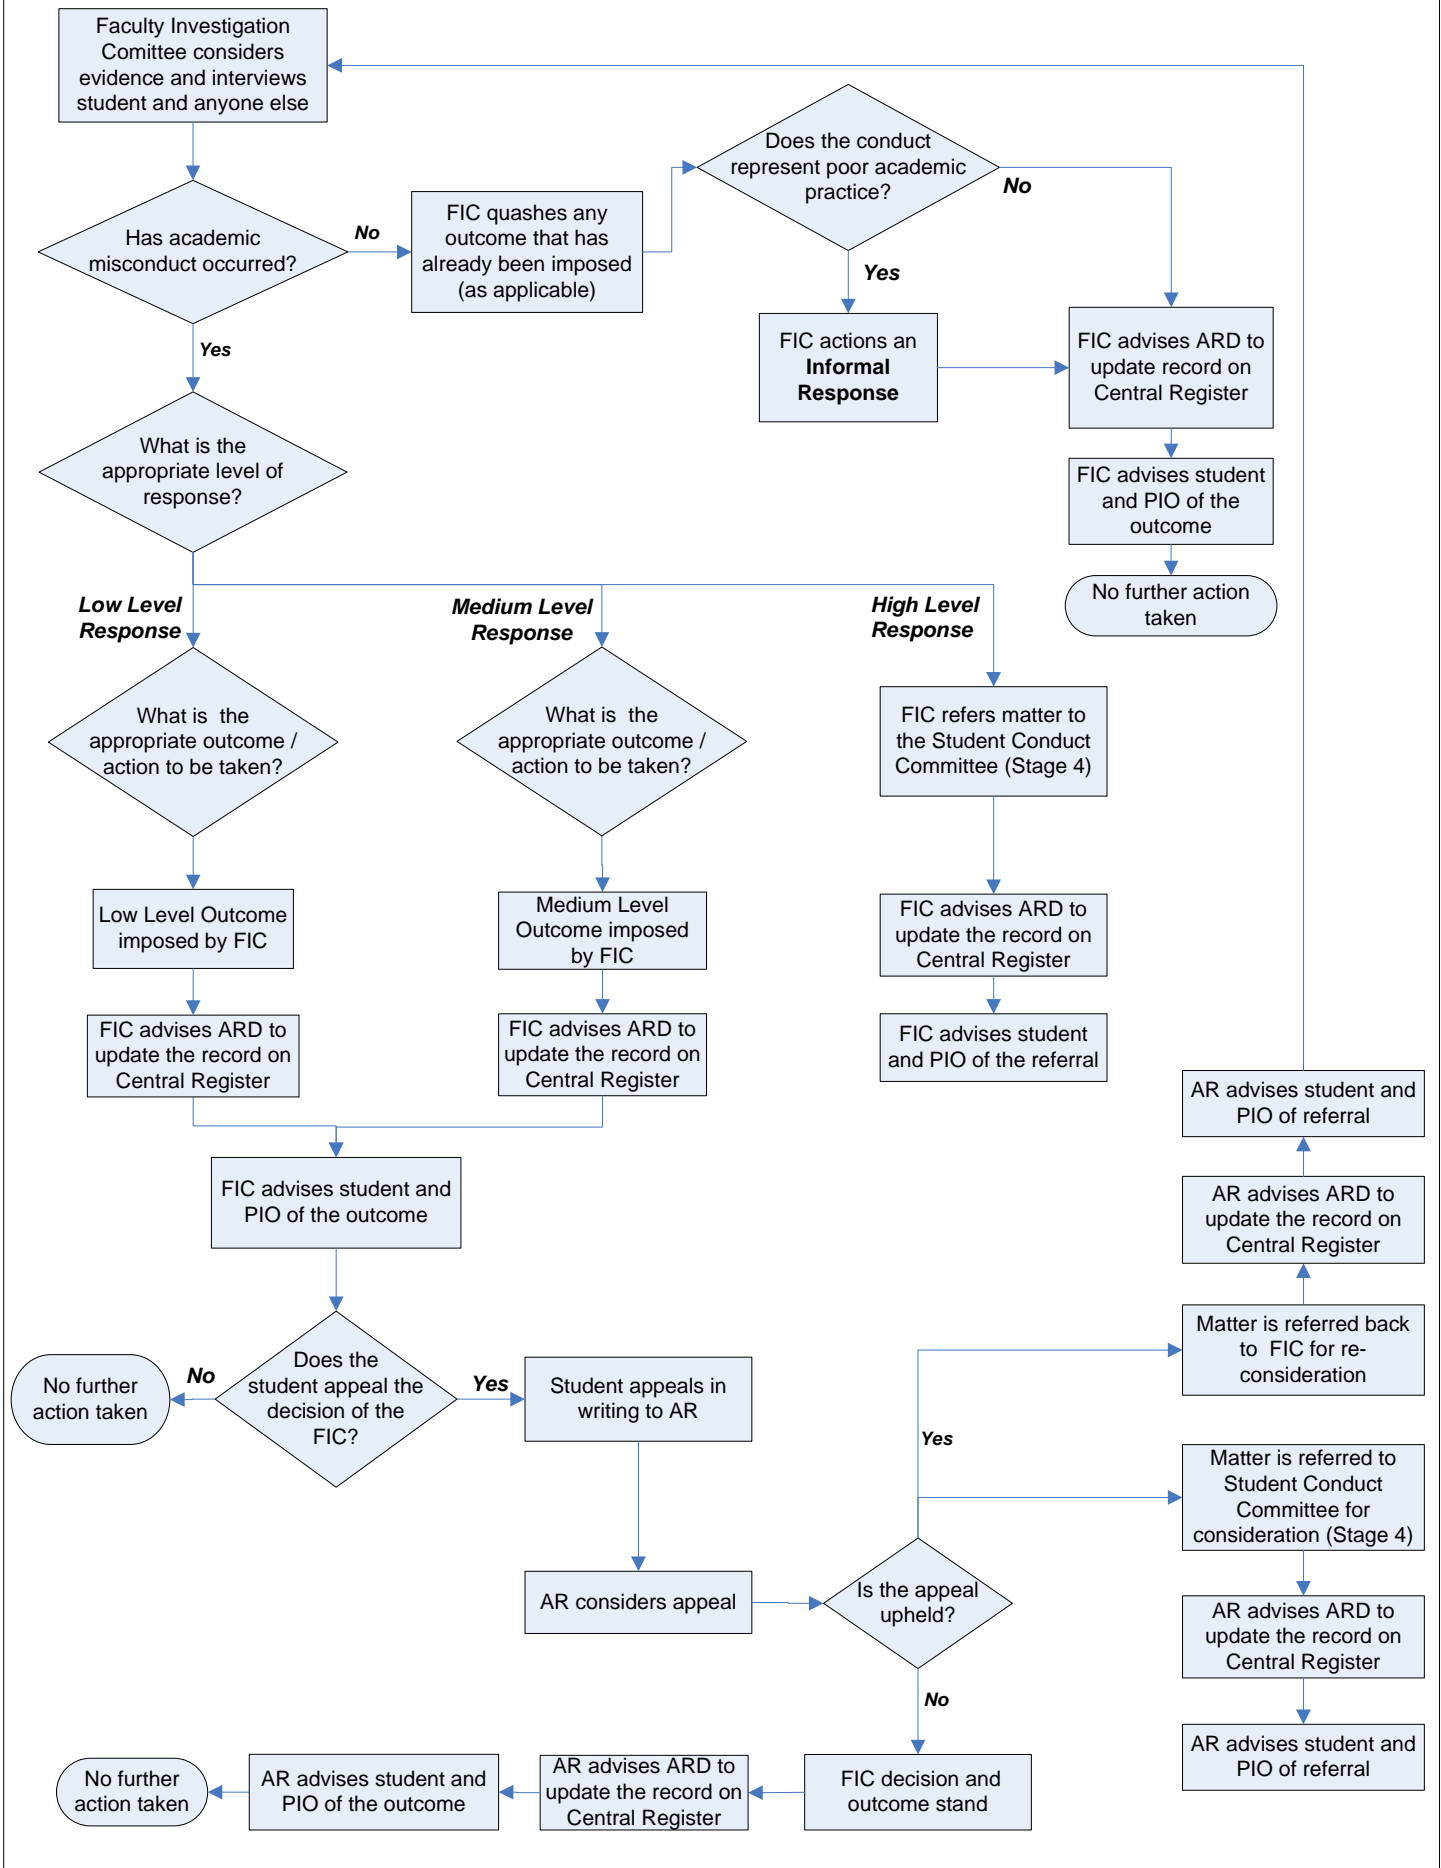 Faculty Investigation
Comittee considers
evidence and interviews
student and anyone else
Does the conduct
represent poor academic
practice?
No
Has academic
misconduct occurred?
No
FIC quashes any
outcome that has
already been imposed
(as applicable)
Yes
Yes
FIC actions an
Informal
Response
FIC advises ARD to
update record on
Central Register
What is the
appropriate level of
response?
FIC advises student
and PIO of the
outcome
No further action
taken
Low Level
Response
Medium Level
Response
High Level
Response
What is the
appropriate outcome /
action to be taken?
What is the
appropriate outcome /
action to be taken?
FIC refers matter to
the Student Conduct
Committee (Stage 4)
Low Level Outcome
imposed by FIC
Medium Level
Outcome imposed
by FIC
FIC advises ARD to
update the record on
Central Register
FIC advises ARD to
update the record on
Central Register
FIC advises ARD to
update the record on
Central Register
FIC advises student
and PIO of the referral
FIC advises student and
PIO of the outcome
AR advises student and
PIO of referral
AR advises ARD to
update the record on
Central Register
Matter is referred back
to FIC for re-
consideration
Does the
student appeal the
decision of the
FIC?
No
No further
action taken
Yes
Student appeals in
writing to AR
Yes
Matter is referred to
Student Conduct
Committee for
consideration (Stage 4)
AR considers appeal
Is the appeal
upheld?
AR advises ARD to
update the record on
Central Register
No
AR advises student and
PIO of referral
No further
action taken
AR advises student and
PIO of the outcome
AR advises ARD to
update the record on
Central Register
FIC decision and
outcome stand